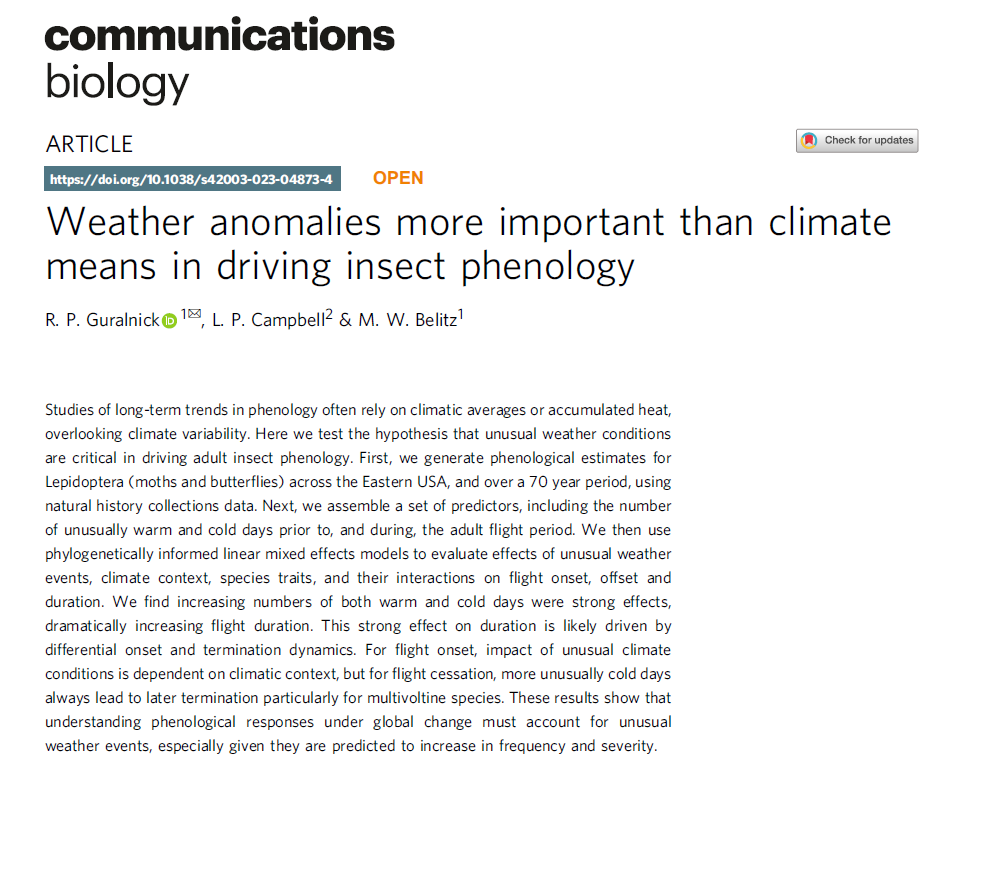 communications
biology
ARTICLE
Check for updates
https://doi.org/10.1038/s42003-023-04873-4 OPEN
Weather anomalies more important than climate
means in driving insect phenology
R. P. Guralnick iD 1✉, L. P. Campbell2 & M. W. Belitz1
Studies of long-term trends in phenology often rely on climatic averages or accumulated heat,
overlooking climate variability. Here we test the hypothesis that unusual weather conditions
are critical in driving adult insect phenology. First, we generate phenological estimates for
Lepidoptera (moths and butterflies) across the Eastern USA, and over a 70 year period, using
natural history collections data. Next, we assemble a set of predictors, including the number
of unusually warm and cold days prior to, and during, the adult flight period. We then use
phylogenetically informed linear mixed effects models to evaluate effects of unusual weather
events, climate context, species traits, and their interactions on flight onset, offset and
duration. We find increasing numbers of both warm and cold days were strong effects,
dramatically increasing flight duration. This strong effect on duration is likely driven by
differential onset and termination dynamics. For flight onset, impact of unusual climate
conditions is dependent on climatic context, but for flight cessation, more unusually cold days
always lead to later termination particularly for multivoltine species. These results show that
understanding phenological responses under global change must account for unusual
weather events, especially given they are predicted to increase in frequency and severity.